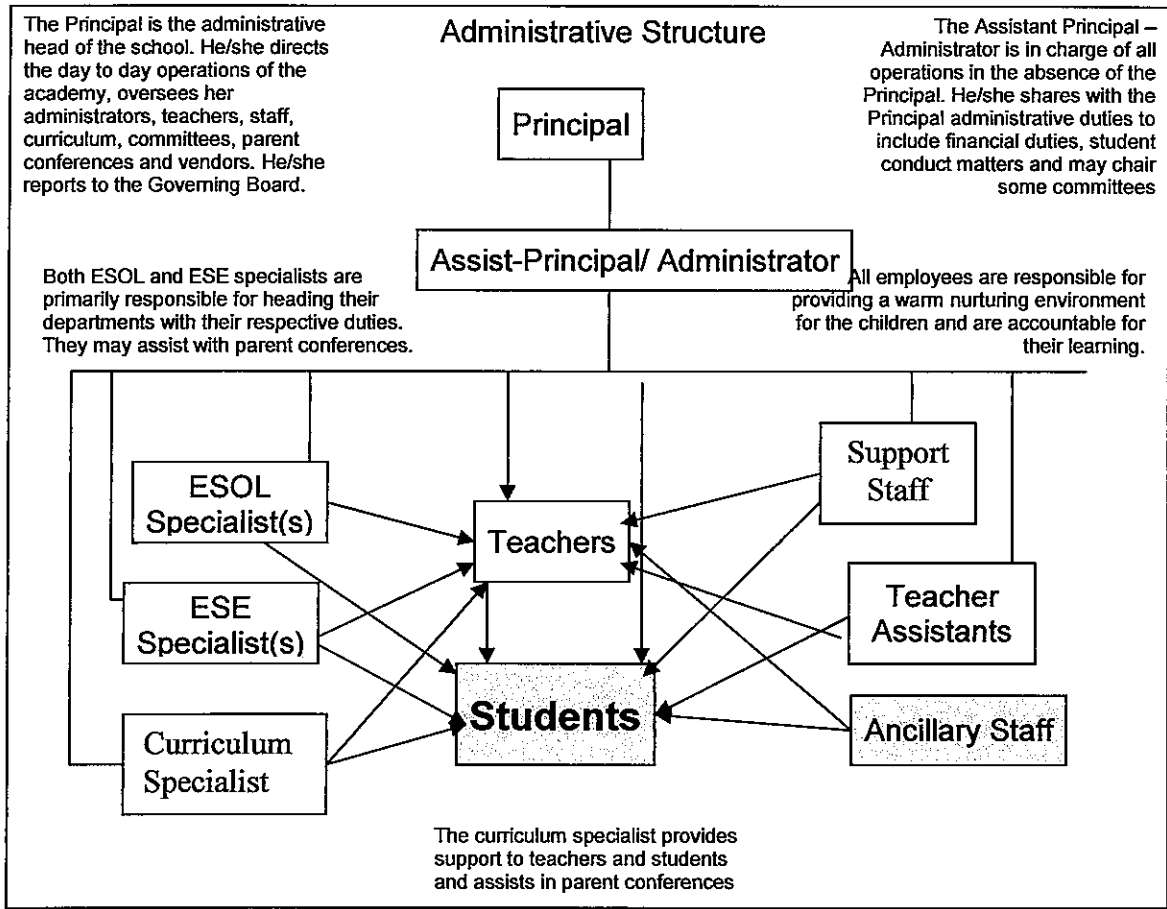 The Principal is the administrative
head of the school. He/she directs
the day to day operations of the
academy, oversees her
administrators, teachers, staff,
curriculum, committees, parent
conferences and vendors. He/she
reports to the Governing Board.
Administrative Structure
The Assistant Principal –
Administrator is in charge of all
operations in the absence of the
Principal. He/she shares with the
Principal administrative duties to
include financial duties, student
conduct matters and may chair
some committees
Principal
Assist-Principal/ Administrator
Both ESOL and ESE specialists are
primarily responsible for heading their
departments with their respective duties.
They may assist with parent conferences.
All employees are responsible for
providing a warm nurturing environment
for the children and are accountable for
their learning.
ESOL
Specialist(s)
Teachers
Support
Staff
ESE
Specialist(s)
Teacher
Assistants
Students
Curriculum
Specialist
Ancillary Staff
The curriculum specialist provides
support to teachers and students
and assists in parent conferences